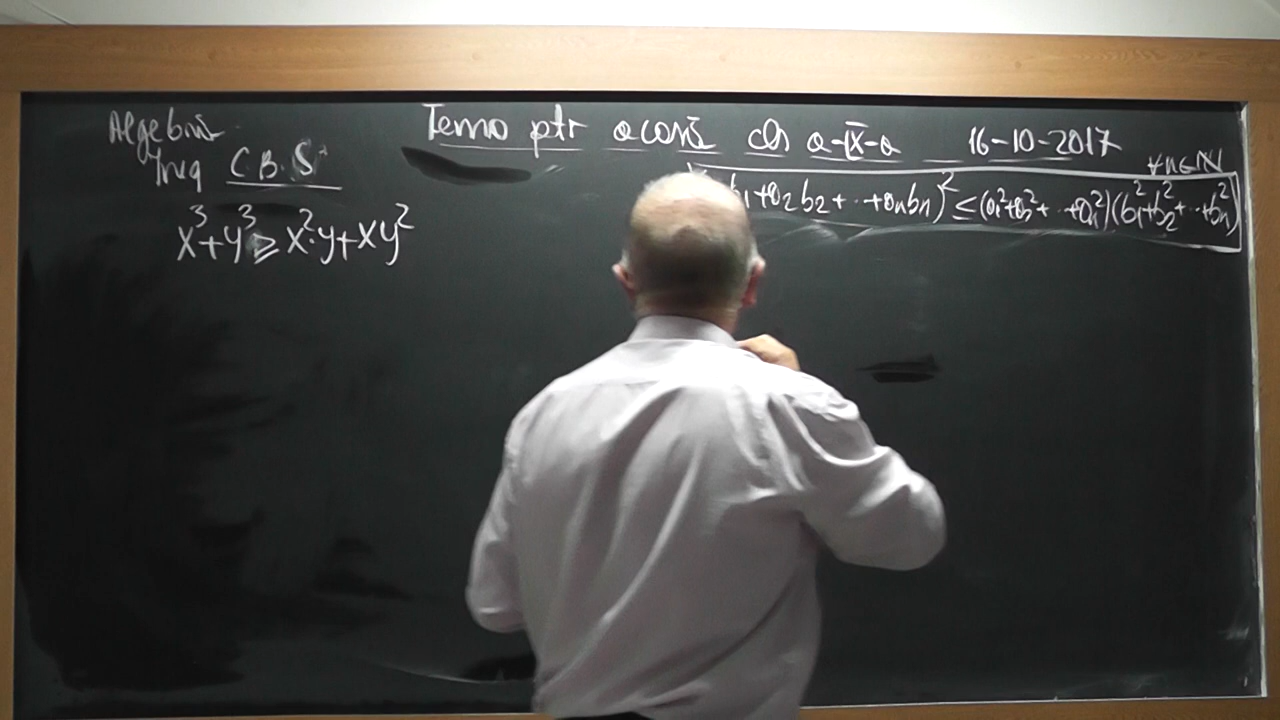 Algebră
Ineq C.B.S
Temă ptr acasă cls a-IX-a 16-10-2017
∀n∈N
b₁+a₂b₂+..+aₙbₙ)² ≤ (a₁²+a₂²+..+aₙ²)(b₁²+b₂²+..+bₙ²)
x³+y³ ≥ x²·y+xy²